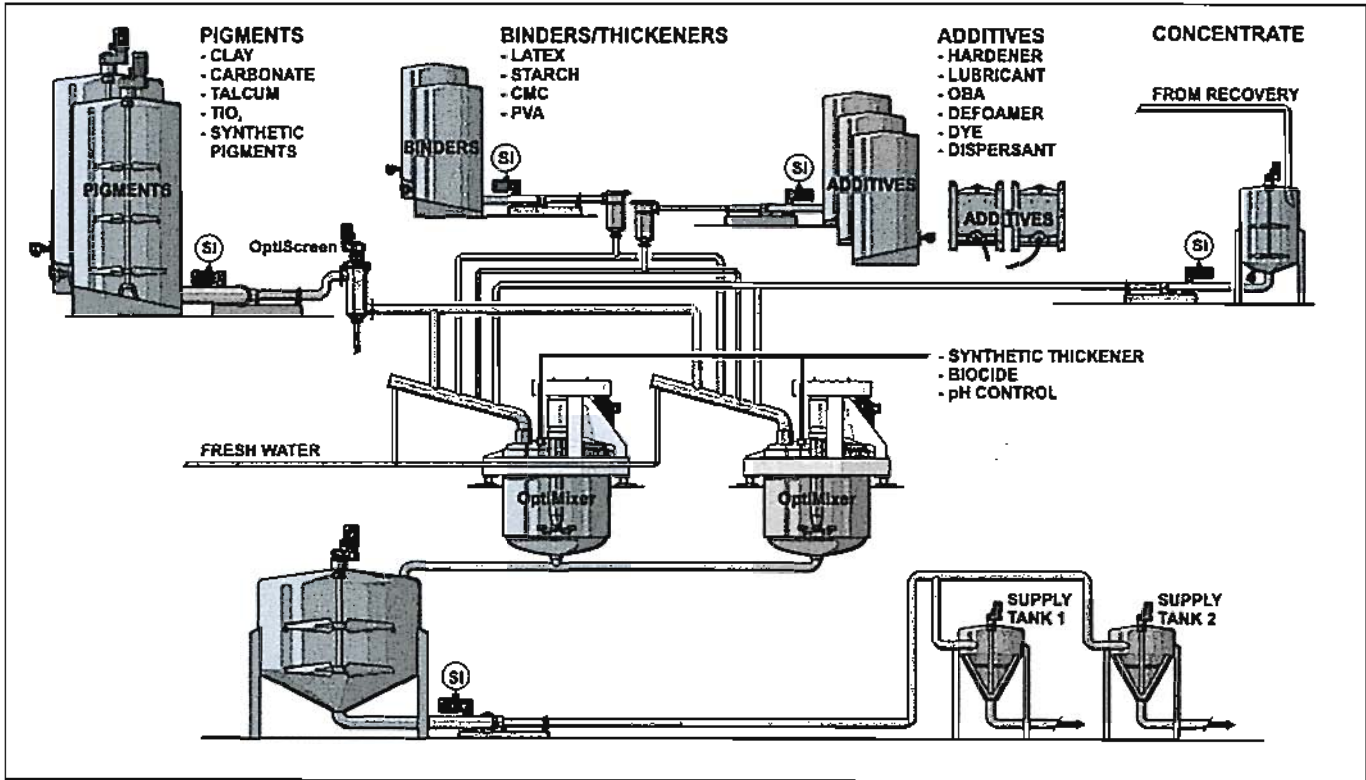 PIGMENTS
- CLAY
- CARBONATE
- TALCUM
- TIO,
- SYNTHETIC
PIGMENTS
BINDERS/THICKENERS
- LATEX
- STARCH
- CMC
- PVA
ADDITIVES
- HARDENER
- LUBRICANT
- OBA
- DEFOAMER
- DYE
- DISPERSANT
CONCENTRATE
FROM RECOVERY
PIGMENTS
SI
OptiScreen
BINDERS
SI
SI
ADDITIVES
ADDITIVES
SI
- SYNTHETIC THICKENER
- BIOCIDE
- pH CONTROL
FRESH WATER
OptiMixer
OptiMixer
SI
SUPPLY
TANK 1
SUPPLY
TANK 2